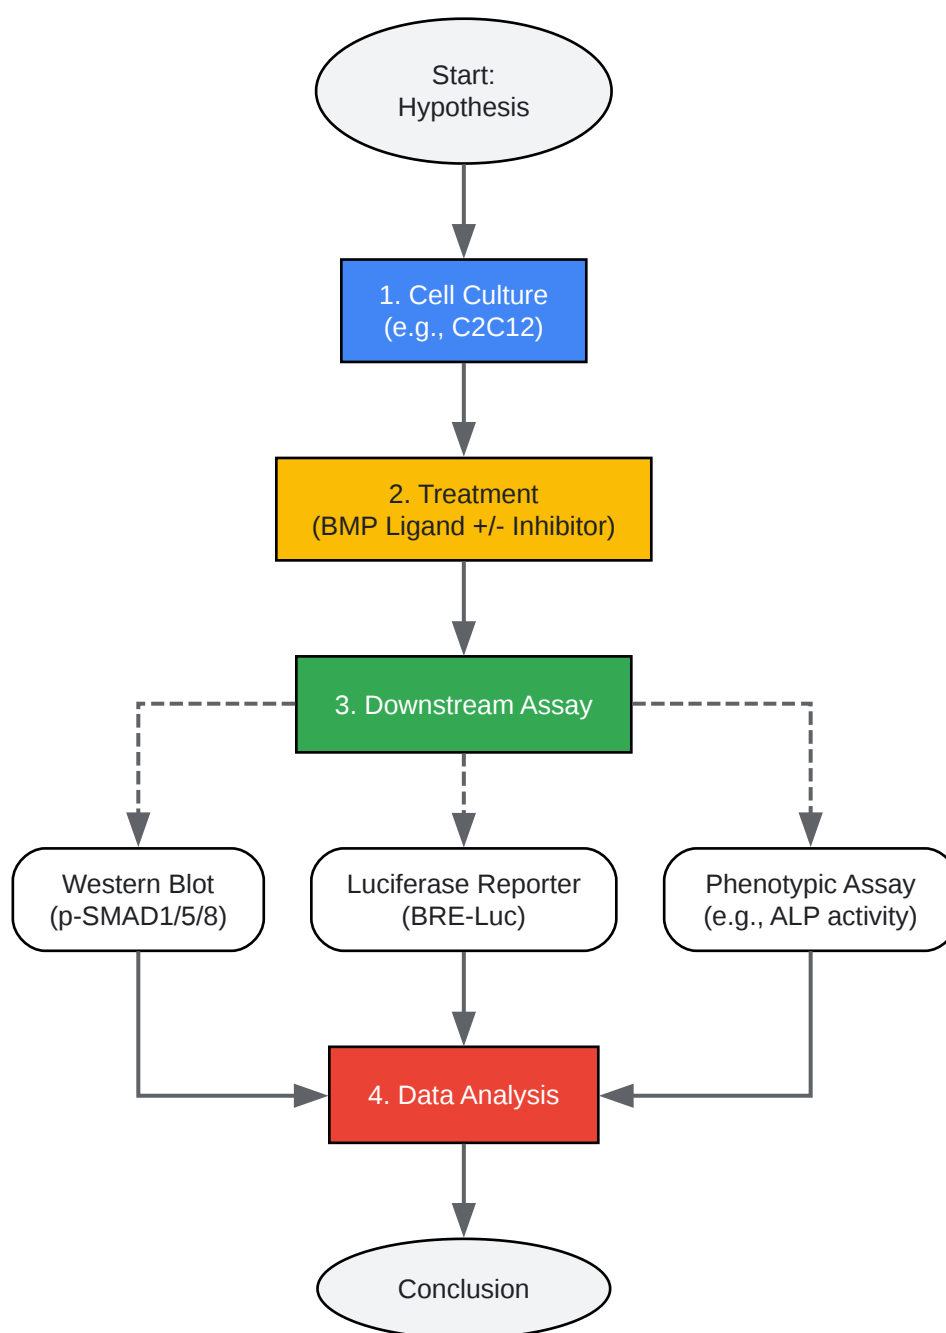 Start:
Hypothesis
1. Cell Culture
(e.g., C2C12)
2. Treatment
(BMP Ligand +/- Inhibitor)
3. Downstream Assay
Western Blot
(p-SMAD1/5/8)
Luciferase Reporter
(BRE-Luc)
Phenotypic Assay
(e.g., ALP activity)
4. Data Analysis
Conclusion